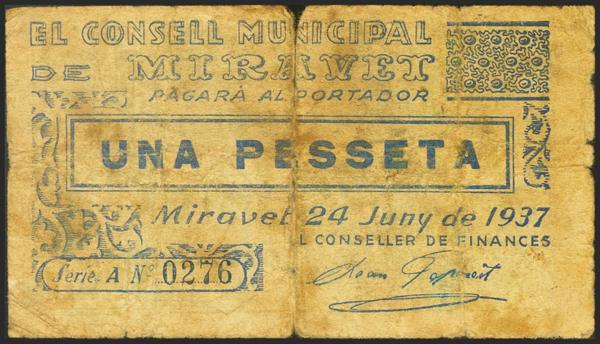 EL CONSELL MUNICIPAL
DE MIRAVET
PAGARÀ AL PORTADOR
UNA PESSETA
Miravet 24 Juny de 1937
L CONSELLER DE FINANCES
Serie A Nº 0276
Joan